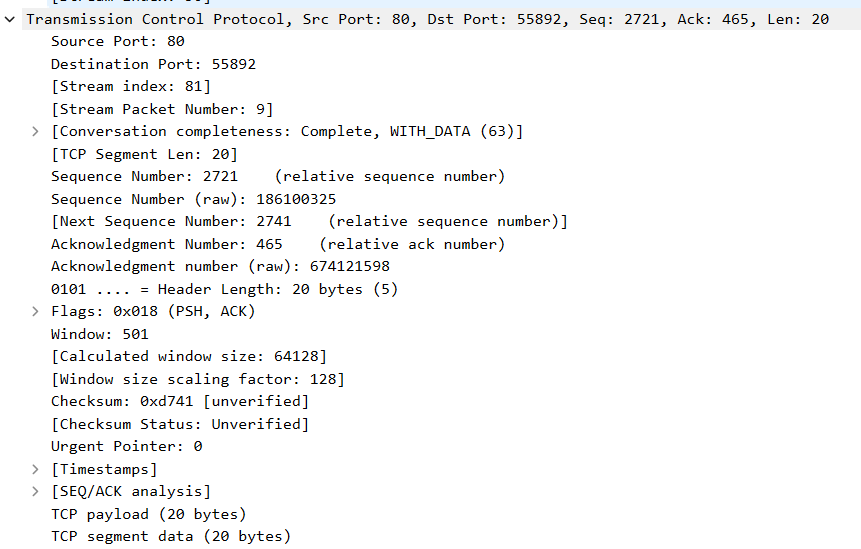 Transmission Control Protocol, Src Port: 80, Dst Port: 55892, Seq: 2721, Ack: 465, Len: 20
Source Port: 80
Destination Port: 55892
[Stream index: 81]
[Stream Packet Number: 9]
[Conversation completeness: Complete, WITH_DATA (63)]
[TCP Segment Len: 20]
Sequence Number: 2721    (relative sequence number)
Sequence Number (raw): 186100325
[Next Sequence Number: 2741    (relative sequence number)]
Acknowledgment Number: 465    (relative ack number)
Acknowledgment number (raw): 674121598
0101 .... = Header Length: 20 bytes (5)
Flags: 0x018 (PSH, ACK)
Window: 501
[Calculated window size: 64128]
[Window size scaling factor: 128]
Checksum: 0xd741 [unverified]
[Checksum Status: Unverified]
Urgent Pointer: 0
[Timestamps]
[SEQ/ACK analysis]
TCP payload (20 bytes)
TCP segment data (20 bytes)